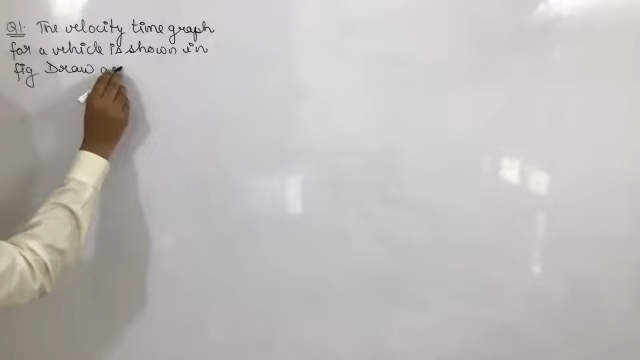 Q1. The velocity time graph
for a vehicle is shown in
fig Draw a